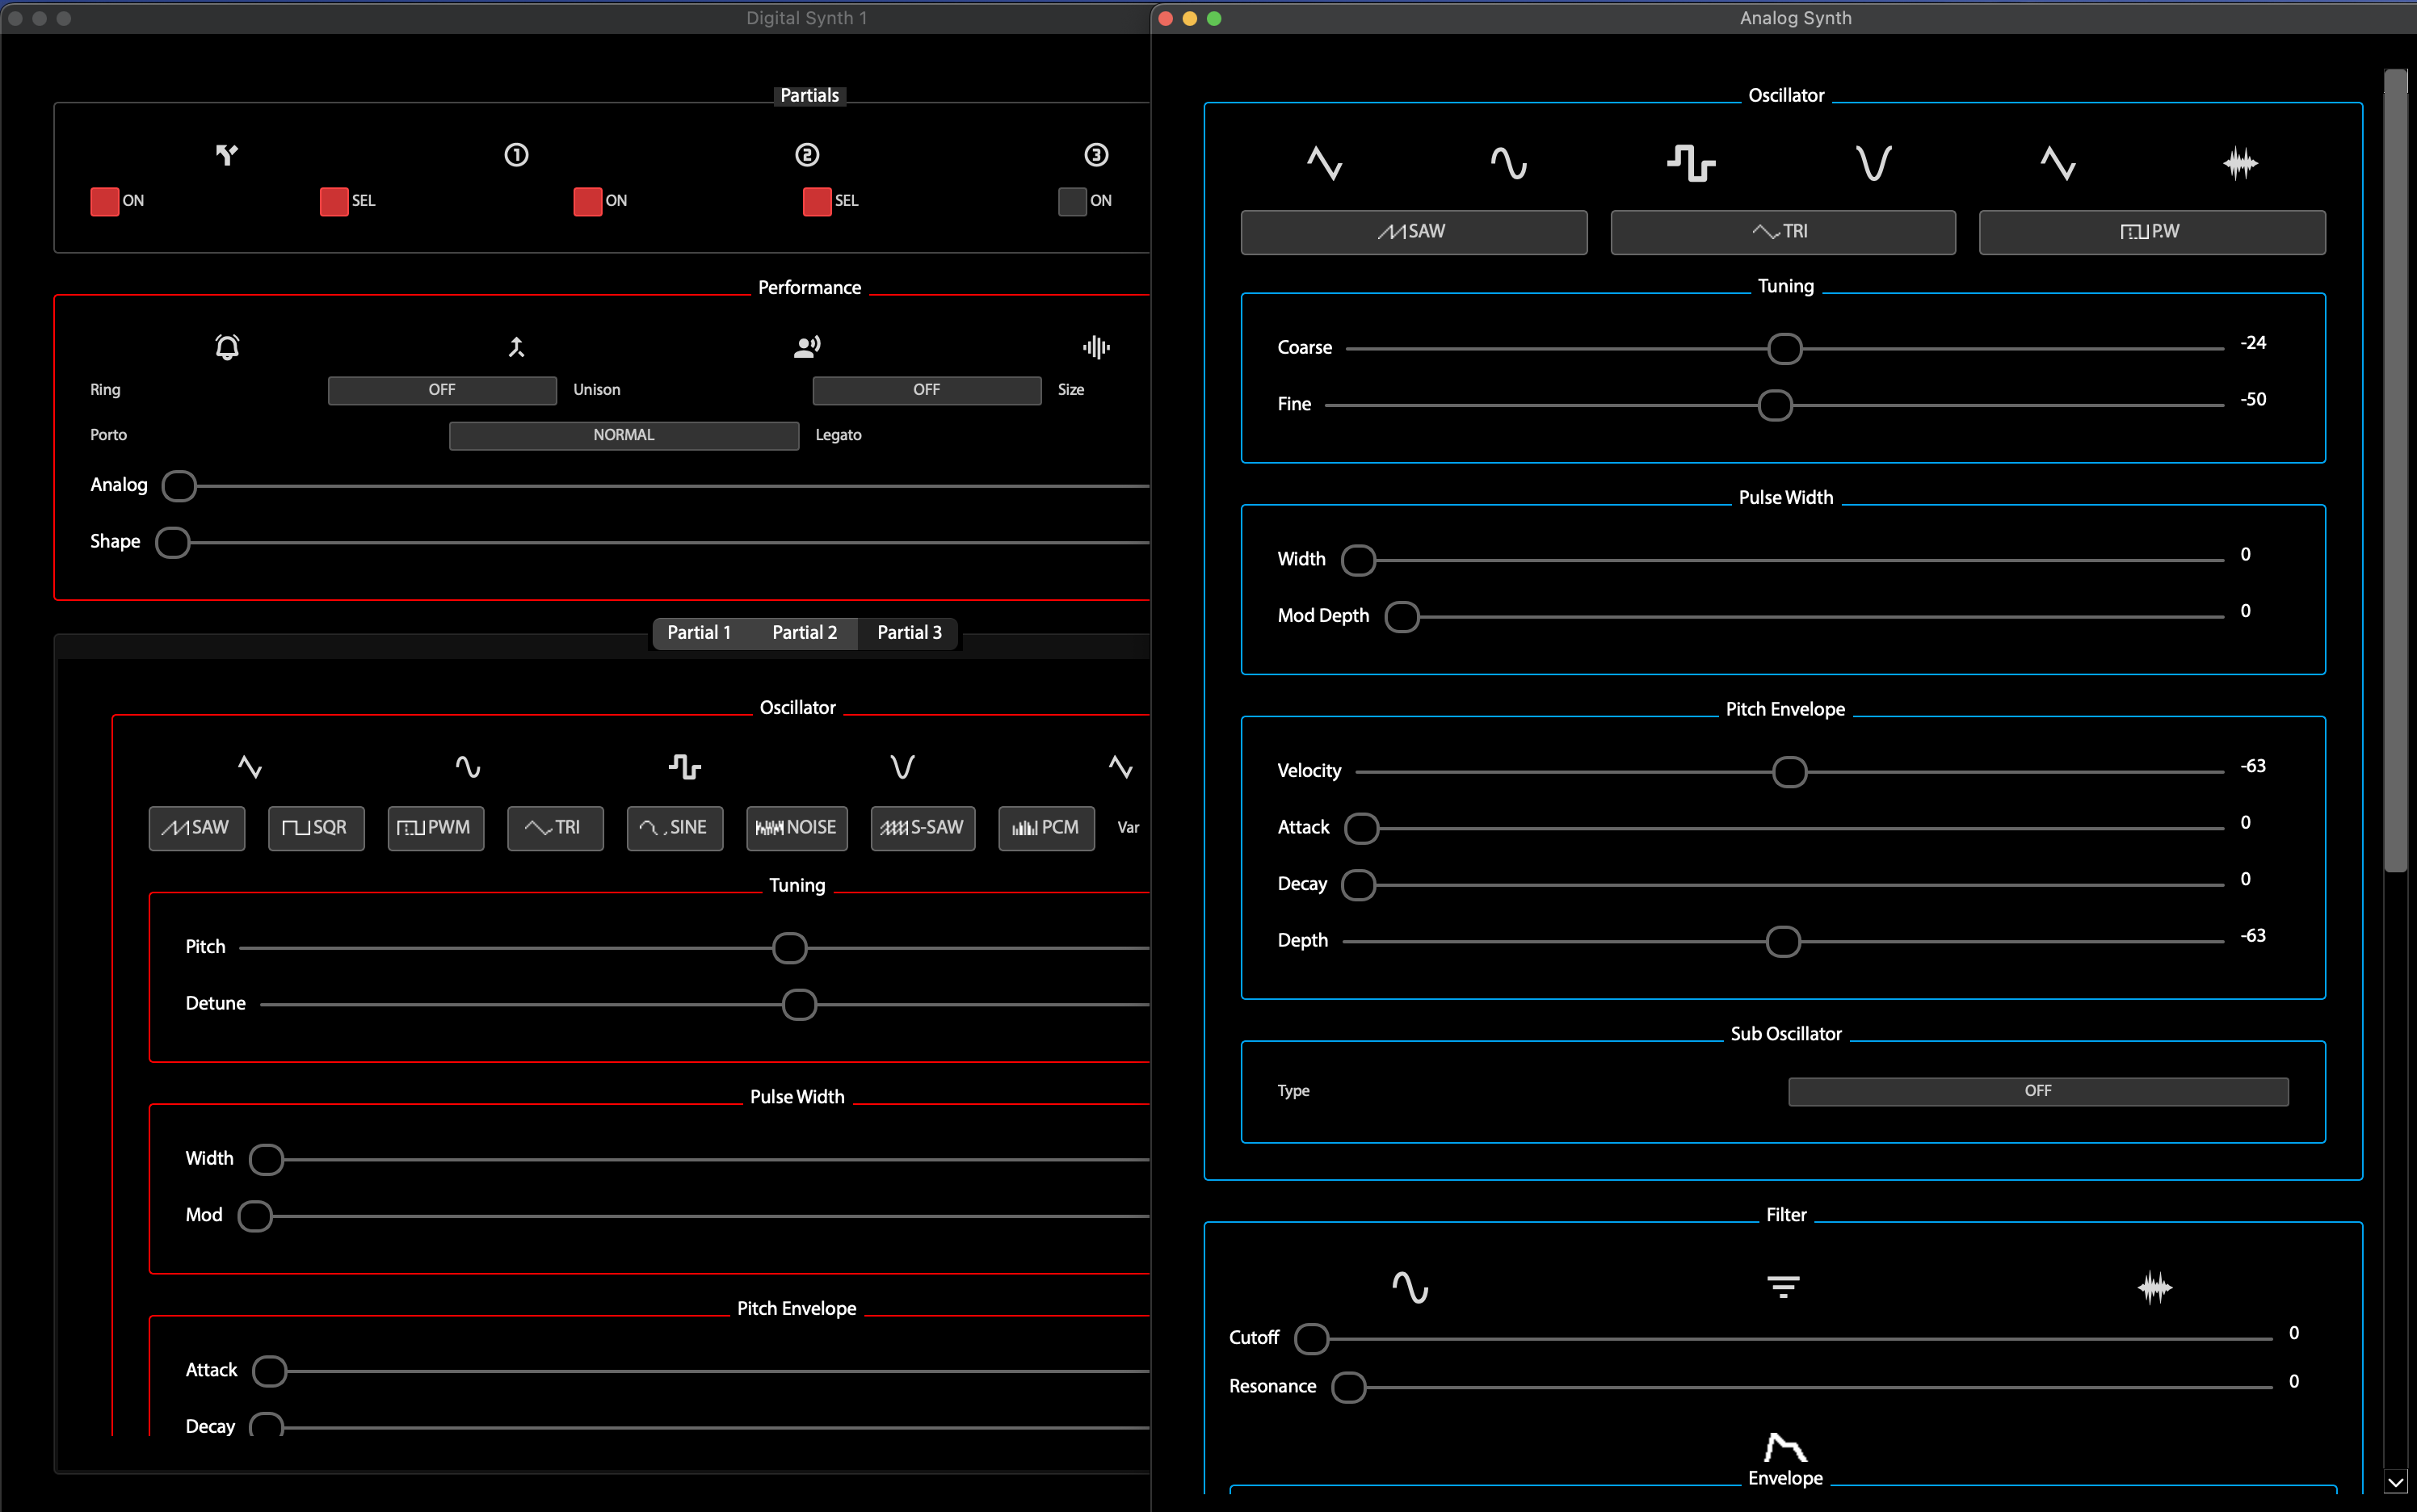 Digital Synth 1
Partials
1 2 3
ON SEL ON SEL ON
Performance
Ring OFF Unison OFF Size
Porto NORMAL Legato
Analog
Shape
Partial 1 Partial 2 Partial 3
Oscillator
SAW SQR PWM TRI SINE NOISE S-SAW PCM Var
Tuning
Pitch
Detune
Pulse Width
Width
Mod
Pitch Envelope
Attack
Decay
Analog Synth
Oscillator
SAW TRI P.W
Tuning
Coarse -24
Fine -50
Pulse Width
Width 0
Mod Depth 0
Pitch Envelope
Velocity -63
Attack 0
Decay 0
Depth -63
Sub Oscillator
Type OFF
Filter
Cutoff 0
Resonance 0
Envelope